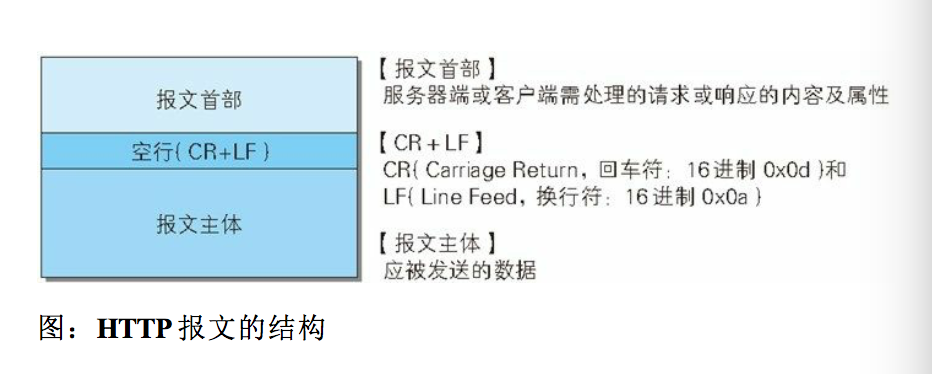 报文首部
空行(CR+LF)
报文主体
【报文首部】
服务器端或客户端需处理的请求或响应的内容及属性
【CR+LF】
CR(Carriage Return,回车符:16进制 0x0d)和
LF(Line Feed,换行符:16进制 0x0a)
【报文主体】
应被发送的数据
图:HTTP 报文的结构